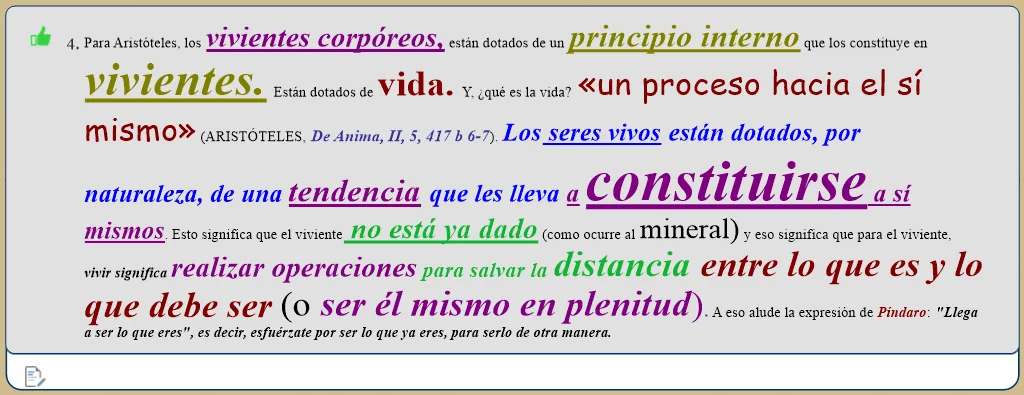 4. Para Aristóteles, los vivientes corpóreos, están dotados de un principio interno que los constituye en
vivientes. Están dotados de vida. Y, ¿qué es la vida? «un proceso hacia el sí
mismo» (ARISTÓTELES, De Anima, II, 5, 417 b 6-7). Los seres vivos están dotados, por
naturaleza, de una tendencia que les lleva a constituirse a sí
mismos. Esto significa que el viviente no está ya dado (como ocurre al mineral) y eso significa que para el viviente,
vivir significa realizar operaciones para salvar la distancia entre lo que es y lo
que debe ser (o ser él mismo en plenitud). A eso alude la expresión de Píndaro: "Llega
a ser lo que eres", es decir, esfuérzate por ser lo que ya eres, para serlo de otra manera.